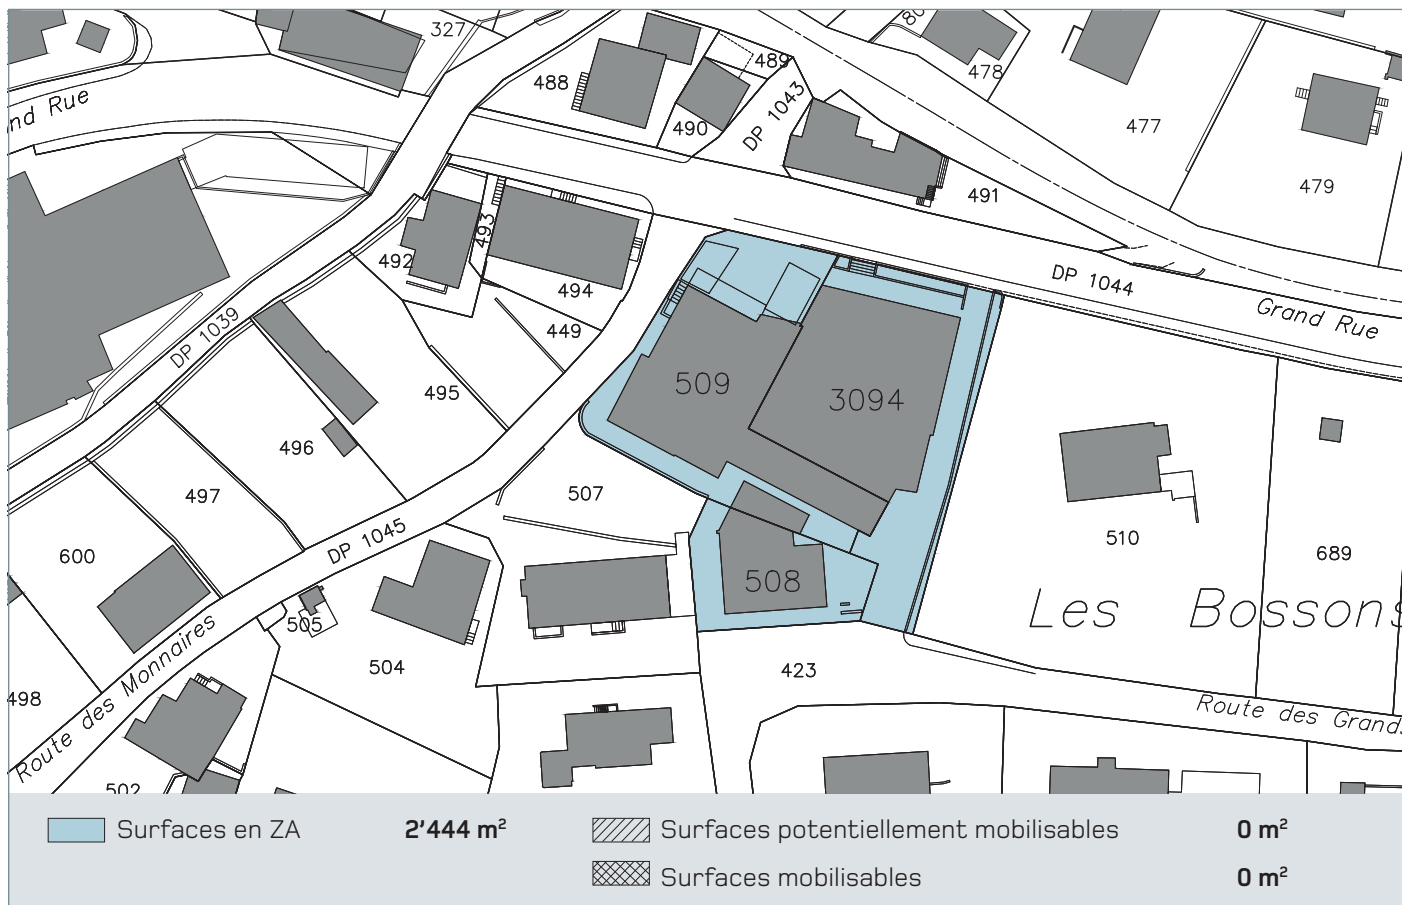 327
80
nd Rue
488
489
490
DP 1043
478
477
479
491
493
492
494
449
DP 1044
Grand Rue
DP 1039
495
496
497
509
3094
507
510
689
600
DP 1045
508
Les Bossons
505
504
423
498
Route des Monnaires
502
Route des Grands
Surfaces en ZA 2'444 m²
Surfaces potentiellement mobilisables 0 m²
Surfaces mobilisables 0 m²